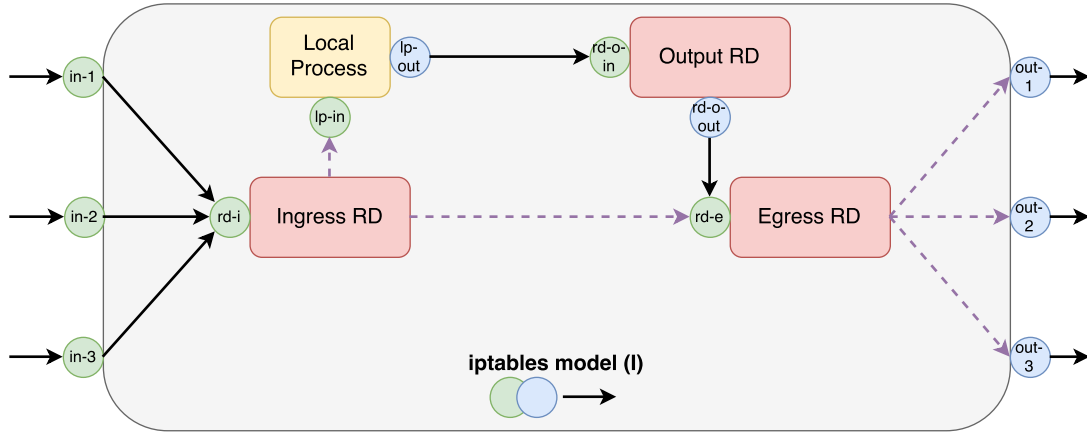 Local
Process
lp-
out
rd-o-
in
Output RD
in-1
out-
1
lp-in
rd-o-
out
in-2
rd-i
Ingress RD
rd-e
Egress RD
out-
2
in-3
iptables model (I)
out-
3